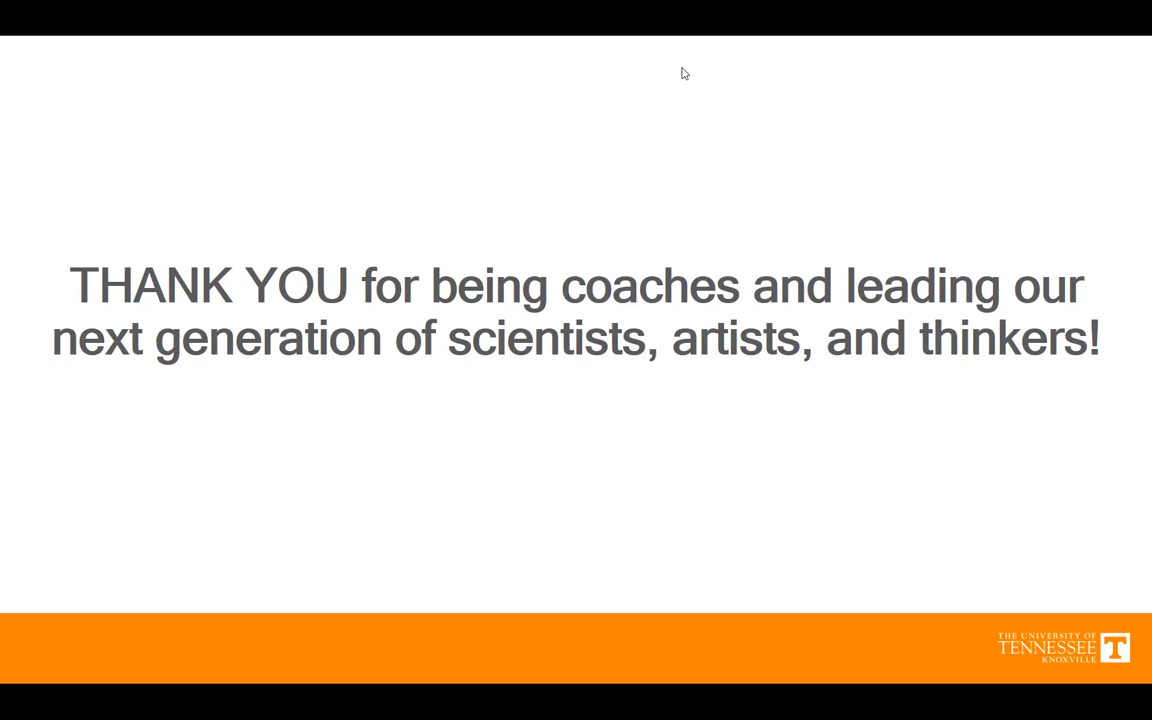 THANK YOU for being coaches and leading our
next generation of scientists, artists, and thinkers!
THE UNIVERSITY OF
TENNESSEE
KNOXVILLE
T